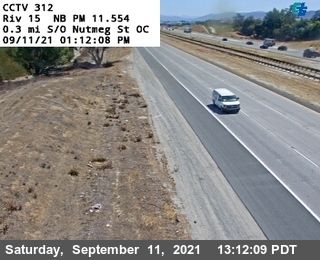 CCTV 312
Riv 15 NB PM 11.554
0.3 mi S/O Nutmeg St OC
09/11/21 01:12:08 PM
Saturday, September 11, 2021 13:12:09 PDT